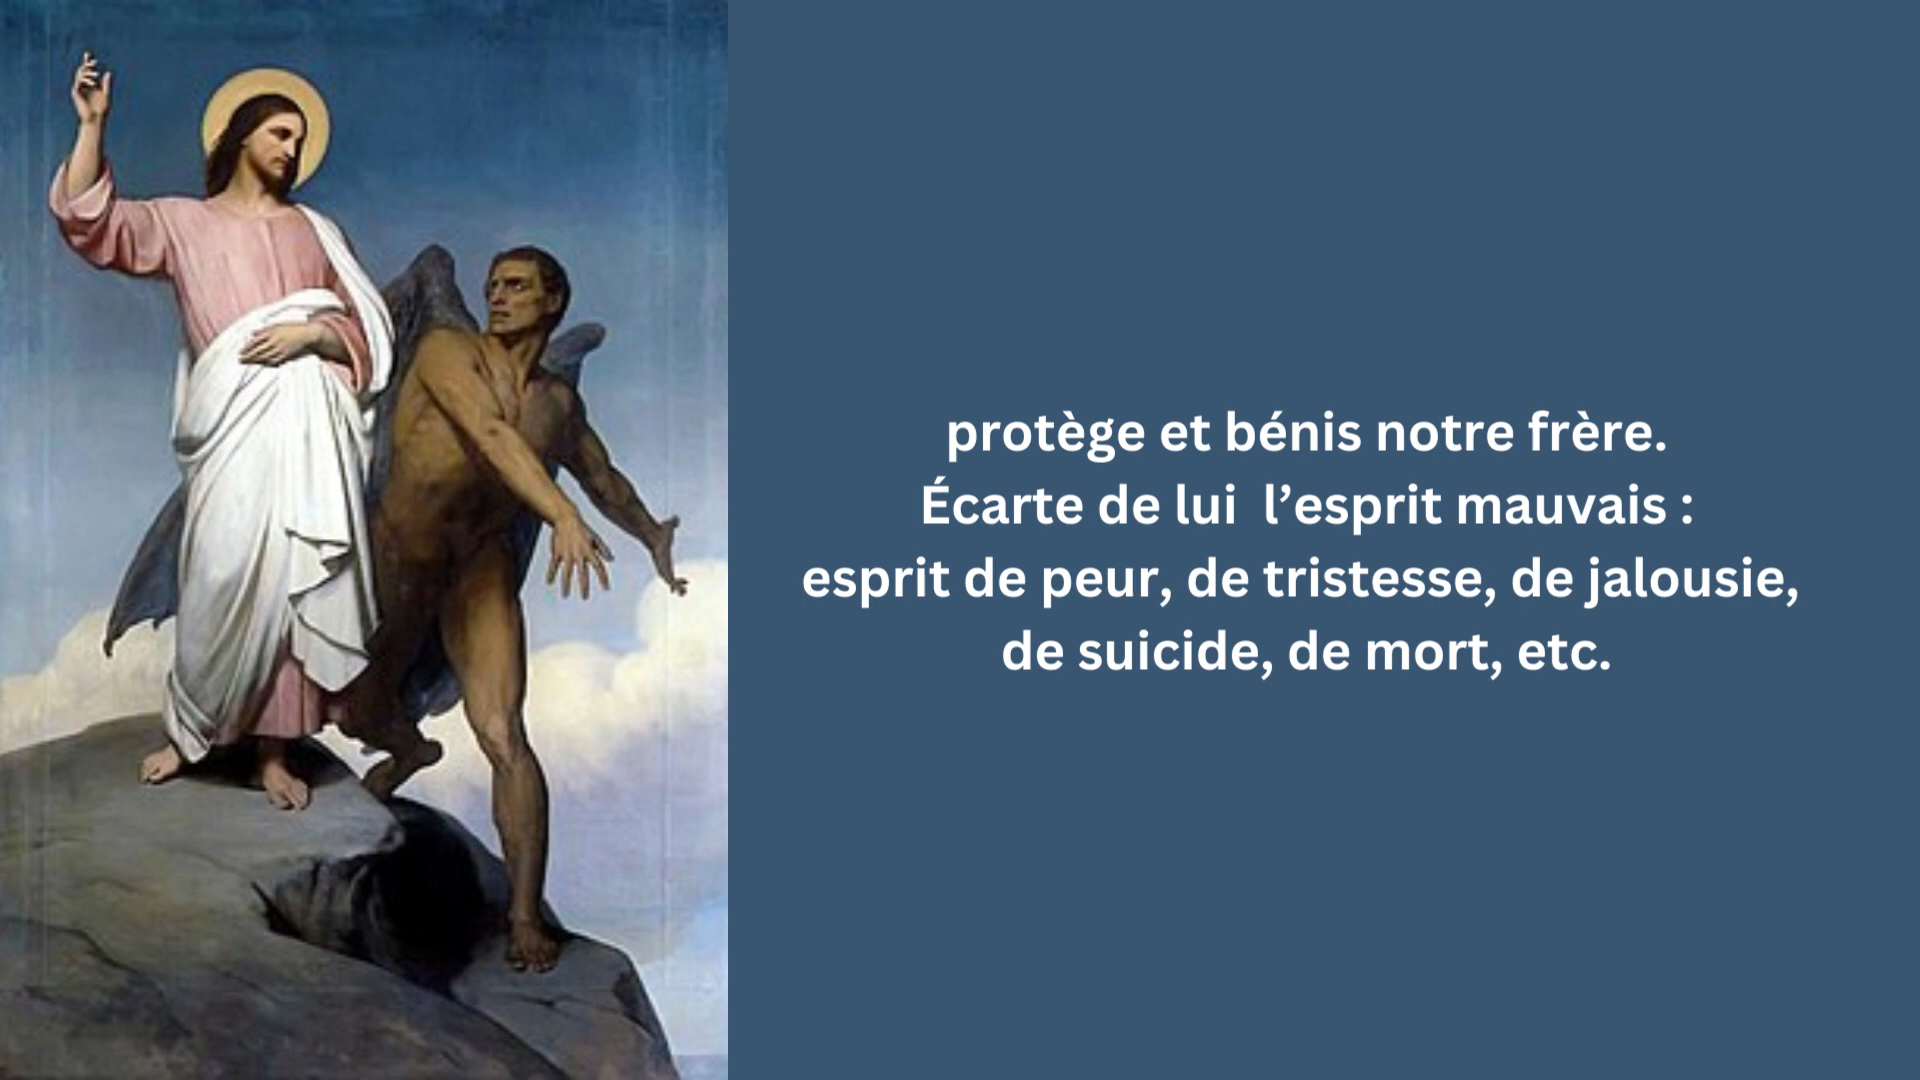 protège et bénis notre frère.
Écarte de lui  l’esprit mauvais :
esprit de peur, de tristesse, de jalousie,
de suicide, de mort, etc.